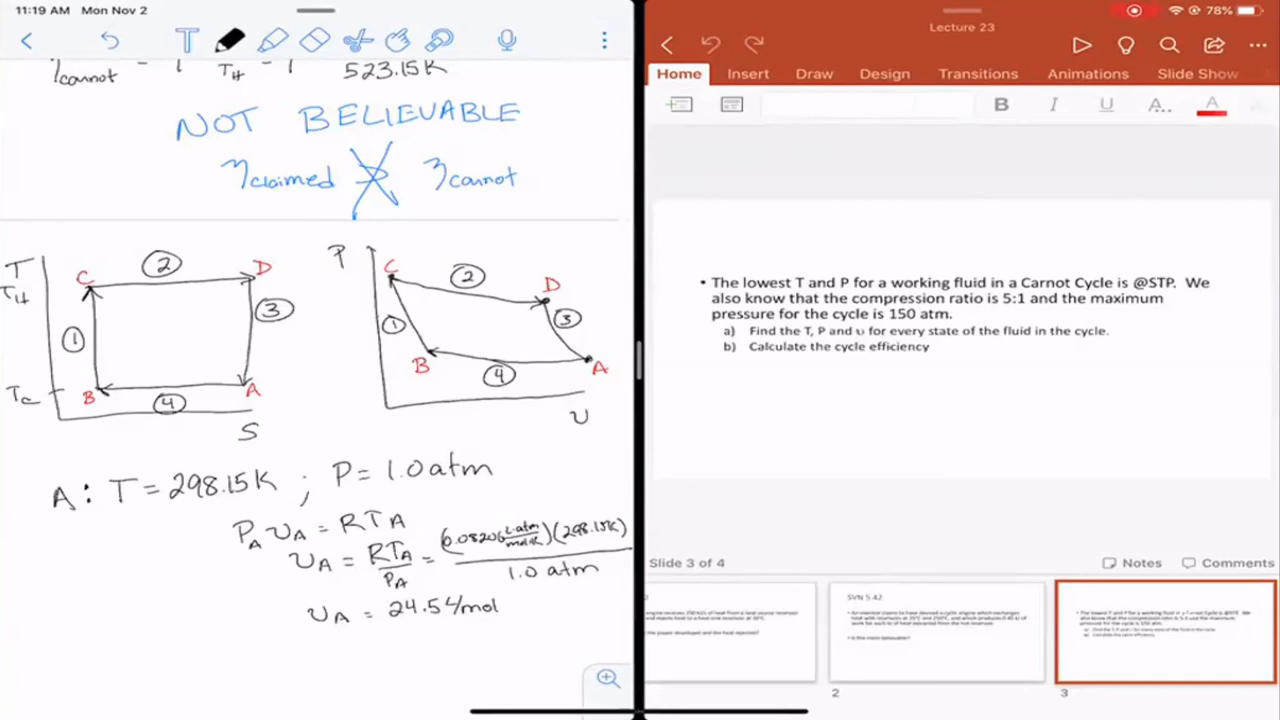 11:19 AM Mon Nov 2
ηcannot = 1 - TH = 1 523.15K
NOT BELIEVABLE
ηclaimed > ηcannot
T
TH
C
②
D
①
③
TC
B
④
A
S
P
C
②
D
①
③
B
④
A
υ
A: T = 298.15K ; P = 1.0 atm
PA υA = RTA
υA = RTA / PA = (0.08206 L·atm/mol·K)(298.15K) / 1.0 atm
υA = 24.5 L/mol
78%
Lecture 23
Home Insert Draw Design Transitions Animations Slide Show
B I U A.. A
• The lowest T and P for a working fluid in a Carnot Cycle is @STP. We
also know that the compression ratio is 5:1 and the maximum
pressure for the cycle is 150 atm.
a) Find the T, P and υ for every state of the fluid in the cycle.
b) Calculate the cycle efficiency
Slide 3 of 4
Notes Comments
SVN 5.42
2
3